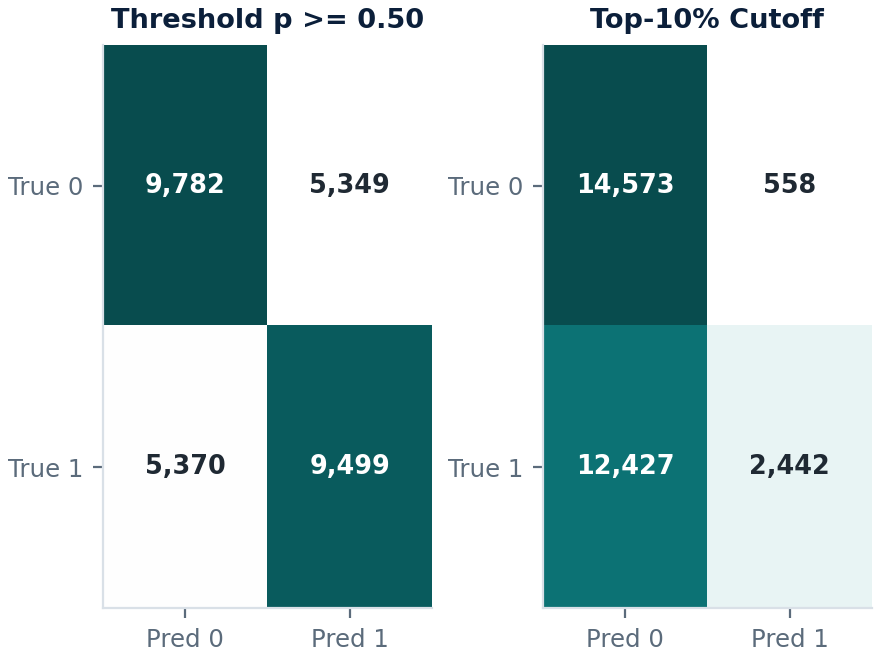 Threshold p >= 0.50
Top-10% Cutoff
True 0
9,782
5,349
True 0
14,573
558
True 1
5,370
9,499
True 1
12,427
2,442
Pred 0
Pred 1
Pred 0
Pred 1